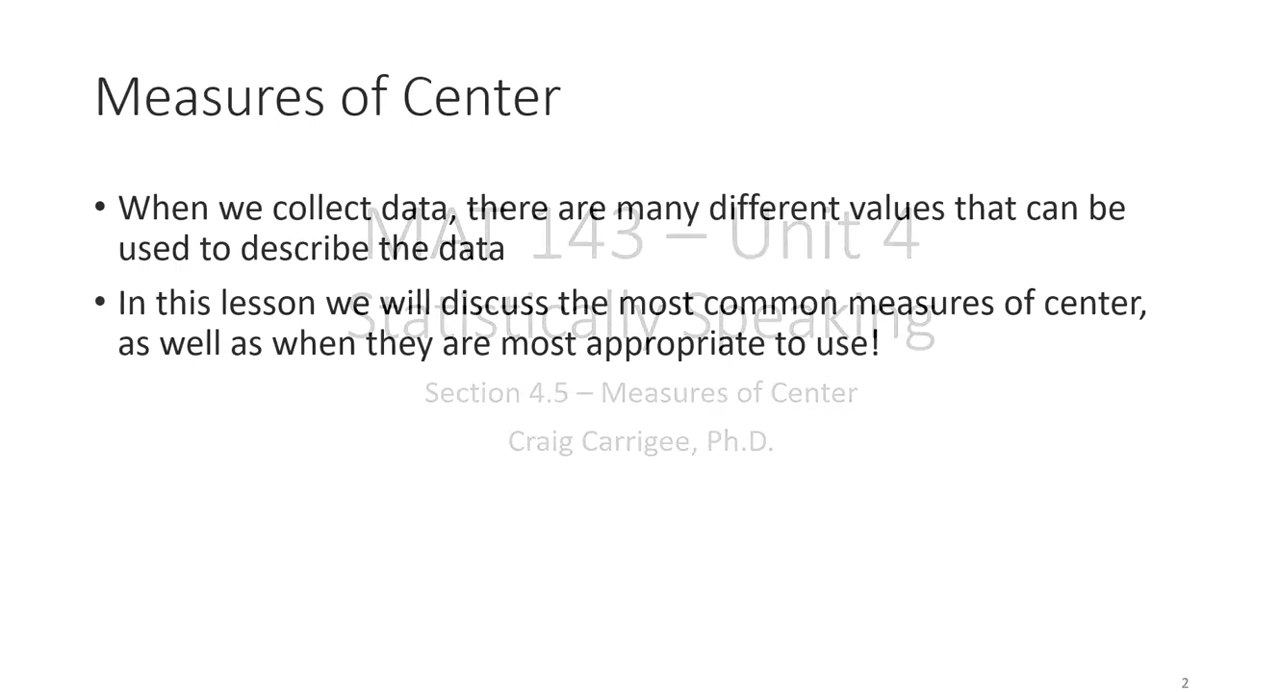 Measures of Center
• When we collect data, there are many different values that can be
used to describe the data
• In this lesson we will discuss the most common measures of center,
as well as when they are most appropriate to use!
MAT 143 – Unit 4
Statistically Speaking
Section 4.5 – Measures of Center
Craig Carrigee, Ph.D.
2